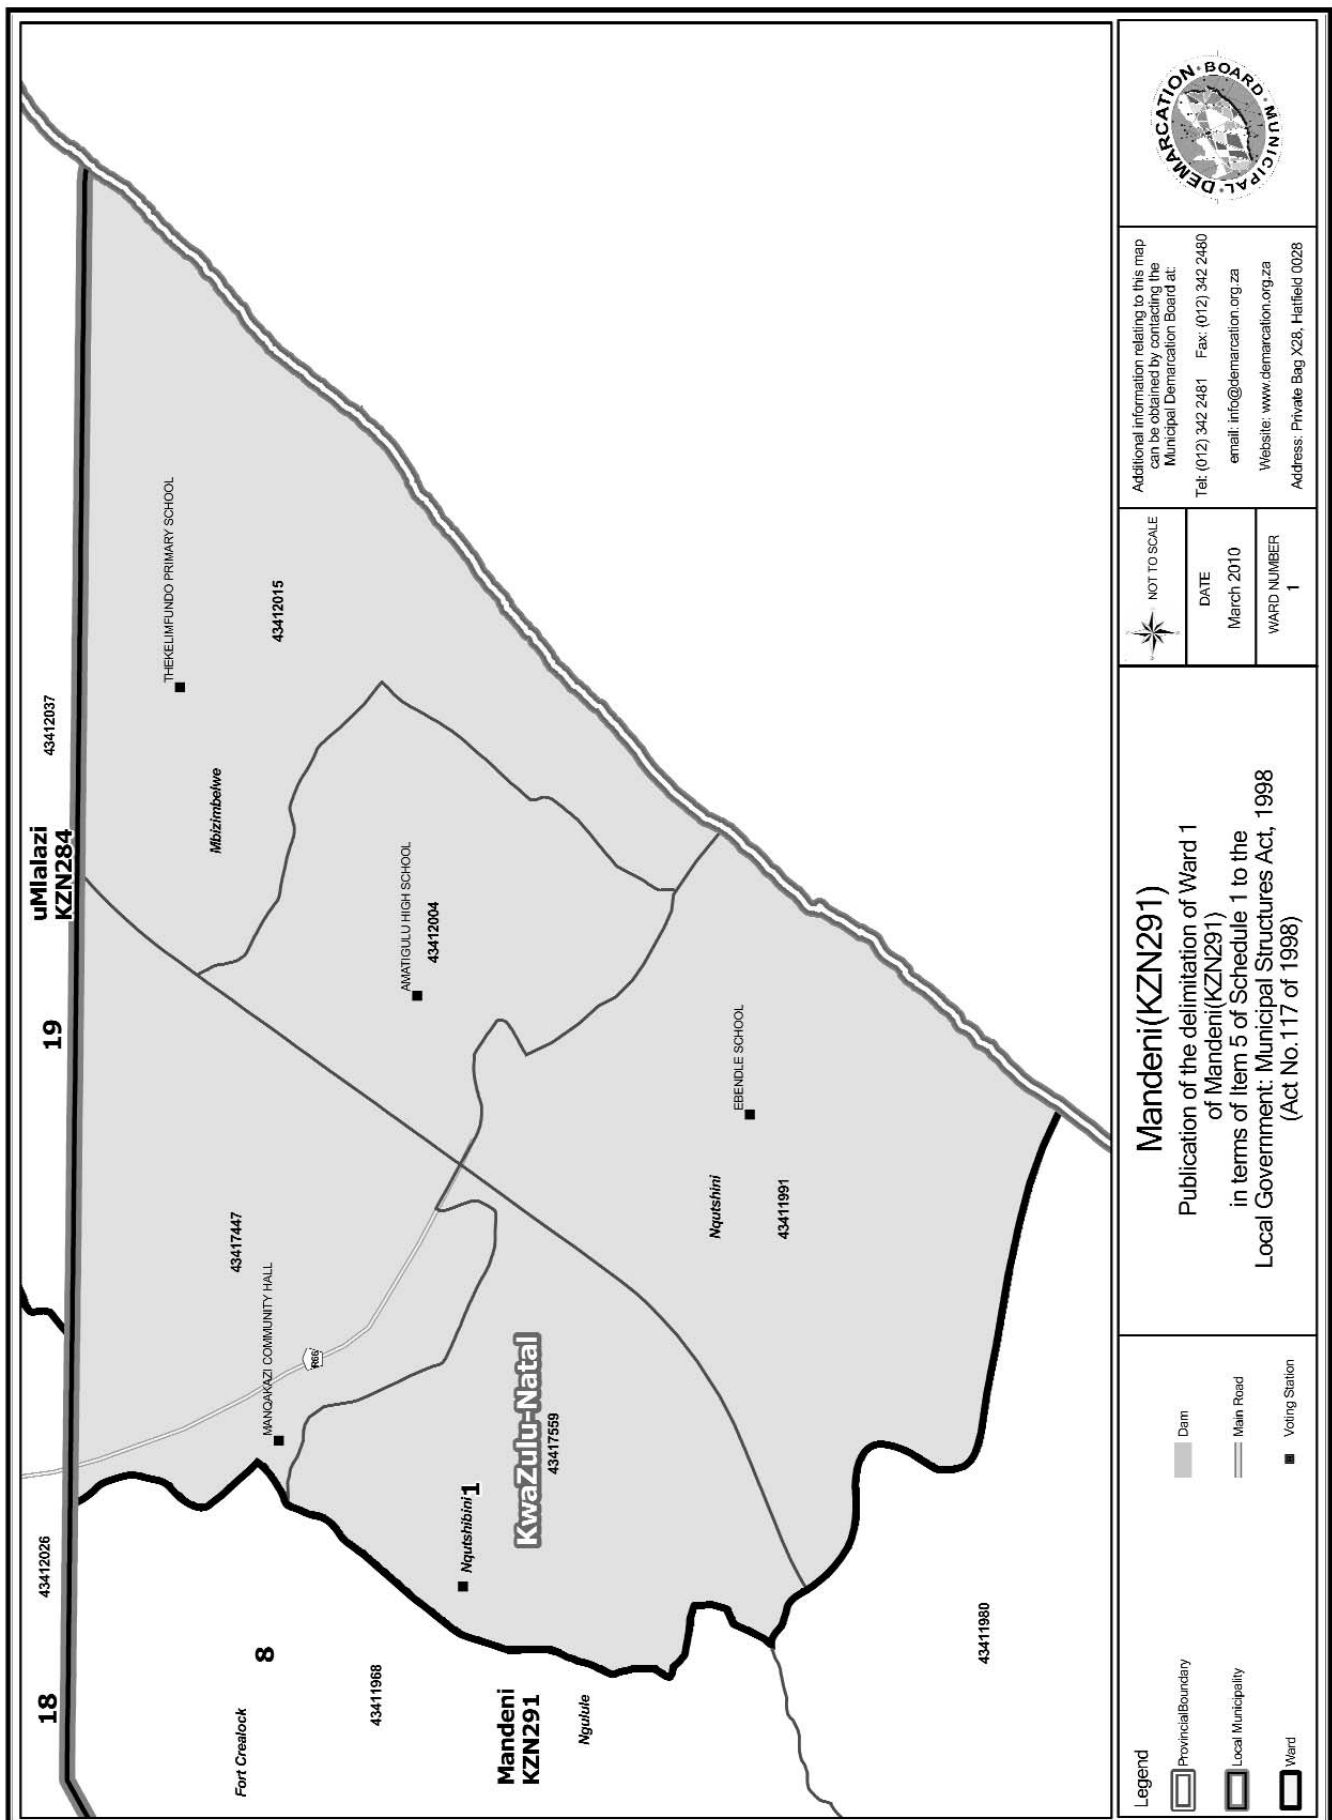 uMlalazi
KZN284
43412037
19
18
43412026
THEKELIMFUNDO PRIMARY SCHOOL
43412015
Mbizimbelwe
AMATIGULU HIGH SCHOOL
43412004
43417447
MANQAKAZI COMMUNITY HALL
R66
EBENDLE SCHOOL
Nqutshini
43411991
KwaZulu-Natal
43417559
Nqutshibini
1
8
Fort Crealock
43411968
Mandeni
KZN291
Ngulule
43411980
Legend
ProvincialBoundary
Local Municipality
Ward
Dam
Main Road
Voting Station
Mandeni(KZN291)
Publication of the delimitation of Ward 1
of Mandeni(KZN291)
in terms of Item 5 of Schedule 1 to the
Local Government: Municipal Structures Act, 1998
(Act No.117 of 1998)
NOT TO SCALE
DATE
March 2010
WARD NUMBER
1
Additional information relating to this map
can be obtained by contacting the
Municipal Demarcation Board at:
Tel: (012) 342 2481 Fax: (012) 342 2480
email: info@demarcation.org.za
Website: www.demarcation.org.za
Address: Private Bag X28, Hatfield 0028
MUNICIPAL • DEMARCATION • BOARD •